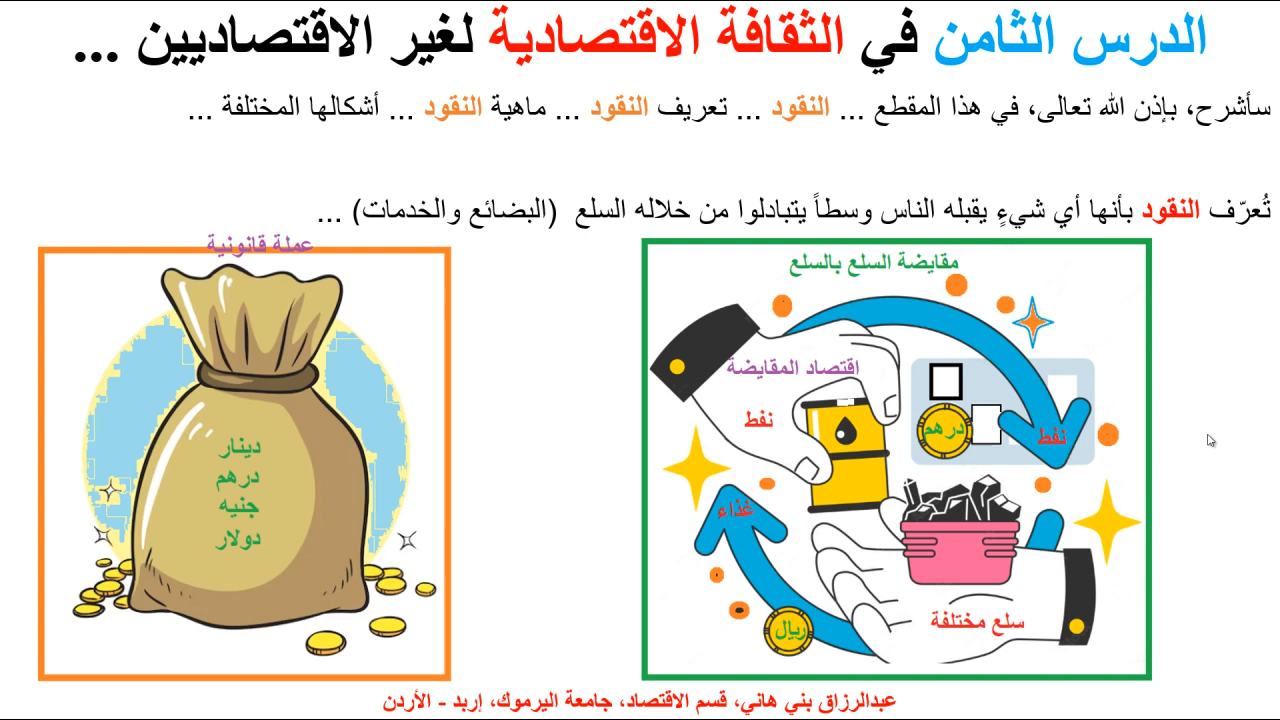 الدرس الثامن في الثقافة الاقتصادية لغير الاقتصاديين ...
سأشرح، بإذن الله تعالى، في هذا المقطع ... النقود ... تعريف النقود ... ماهية النقود ... أشكالها المختلفة ...
تُعرّف النقود بأنها أي شيءٍ يقبله الناس وسطاً يتبادلوا من خلاله السلع (البضائع والخدمات) ...
مقايضة السلع بالسلع
اقتصاد المقايضة
نفط
درهم
نفط
غذاء
سلع مختلفة
ريال
عملة قانونية
دينار
درهم
جنيه
دولار
عبدالرزاق بني هاني، قسم الاقتصاد، جامعة اليرموك، إربد - الأردن